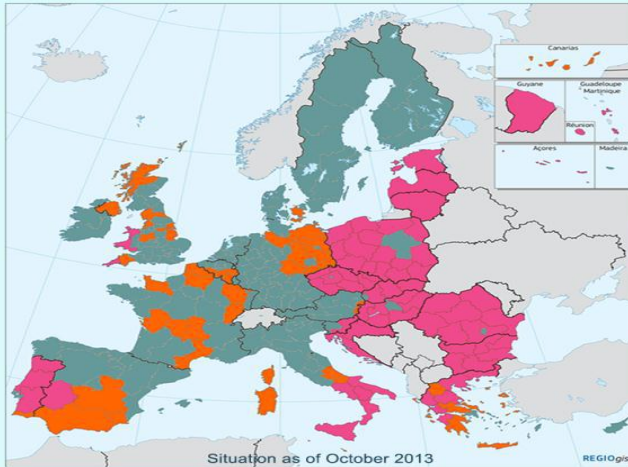 Canarias
Guyane
Guadeloupe
Martinique
Réunion
Açores
Madeira
Situation as of October 2013
REGIOgis